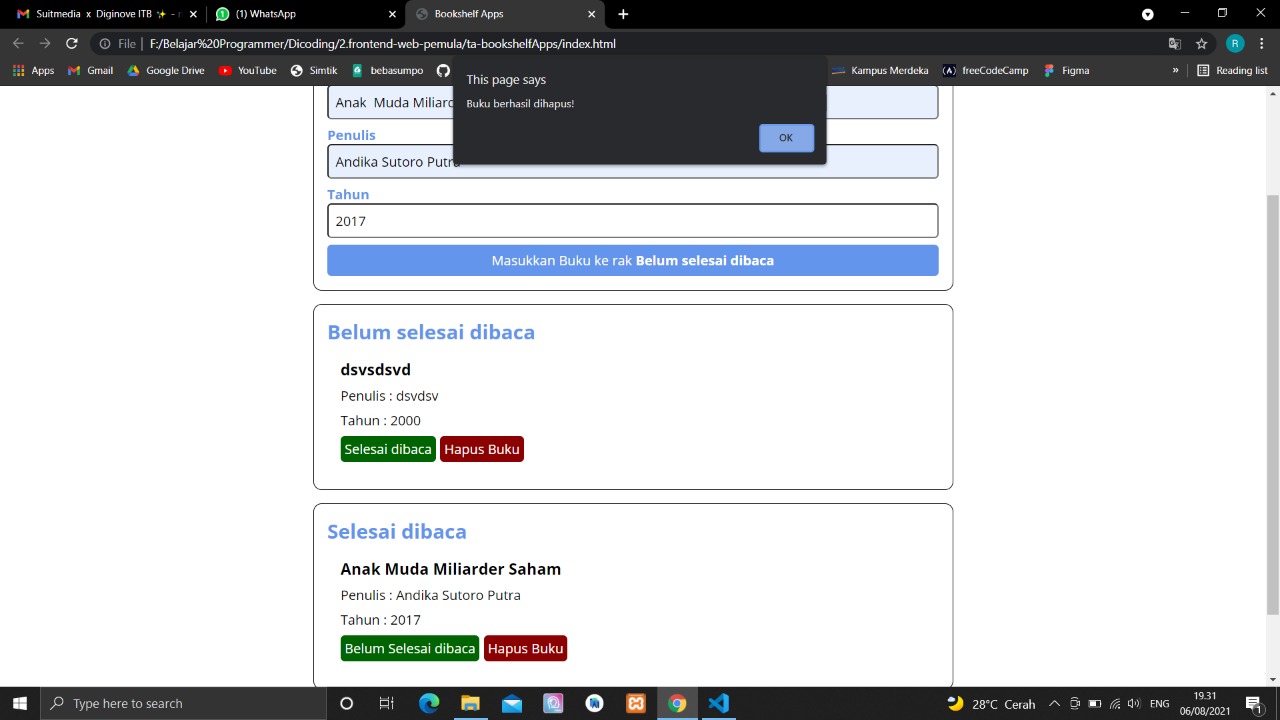 Suitmedia x Diginove ITB ✨ -
(1) WhatsApp
Bookshelf Apps
File | F:/Belajar%20Programmer/Dicoding/2.frontend-web-pemula/ta-bookshelfApps/index.html
R
Apps
Gmail
Google Drive
YouTube
Simtik
bebasumpo
Kampus Merdeka
(A) freeCodeCamp
Figma
»
Reading list
This page says
Buku berhasil dihapus!
OK
Anak  Muda Miliard
Penulis
Andika Sutoro Putra
Tahun
2017
Masukkan Buku ke rak Belum selesai dibaca
Belum selesai dibaca
dsvsdsvd
Penulis : dsvdsv
Tahun : 2000
Selesai dibaca Hapus Buku
Selesai dibaca
Anak Muda Miliarder Saham
Penulis : Andika Sutoro Putra
Tahun : 2017
Belum Selesai dibaca Hapus Buku
Type here to search
28°C Cerah
ENG
19.31
06/08/2021
1